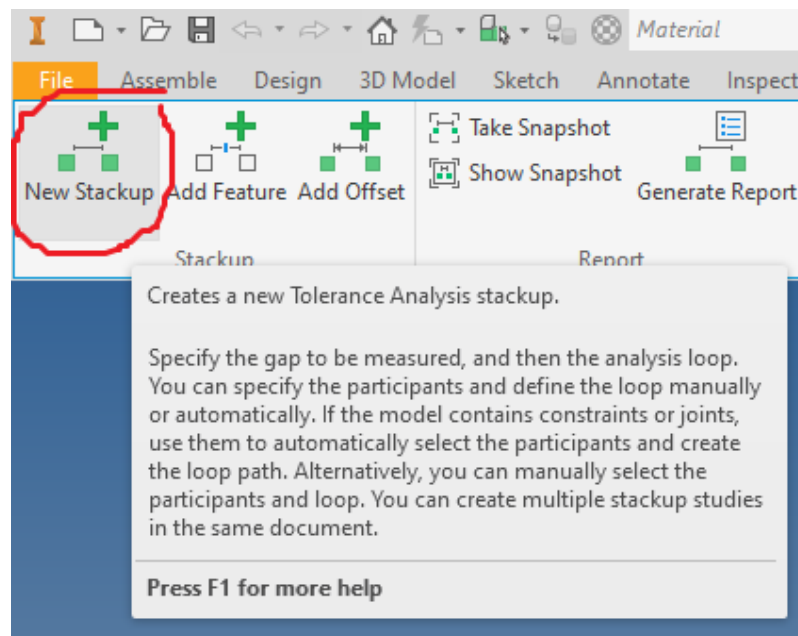 Material
File Assemble Design 3D Model Sketch Annotate Inspect
New Stackup Add Feature Add Offset
Stackup
Take Snapshot
Show Snapshot
Generate Report
Report
Creates a new Tolerance Analysis stackup.
Specify the gap to be measured, and then the analysis loop.
You can specify the participants and define the loop manually
or automatically. If the model contains constraints or joints,
use them to automatically select the participants and create
the loop path. Alternatively, you can manually select the
participants and loop. You can create multiple stackup studies
in the same document.
Press F1 for more help